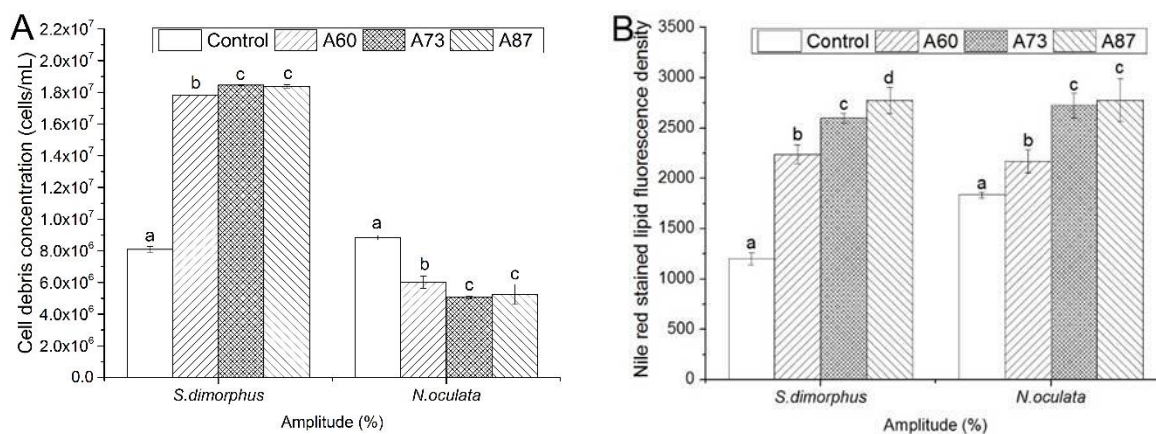 A
Control A60 A73 A87
Cell debris concentration (cells/mL)
2.2x10⁷
2.0x10⁷
1.8x10⁷
1.6x10⁷
1.4x10⁷
1.2x10⁷
1.0x10⁷
8.0x10⁶
6.0x10⁶
4.0x10⁶
2.0x10⁶
0.0
a b c c
a b c c
S.dimorphus N.oculata
Amplitude (%)
B
Control A60 A73 A87
Nile red stained lipid fluorescence density
3500
3000
2500
2000
1500
1000
500
0
a b c d
a b c c
S.dimorphus N.oculata
Amplitude (%)